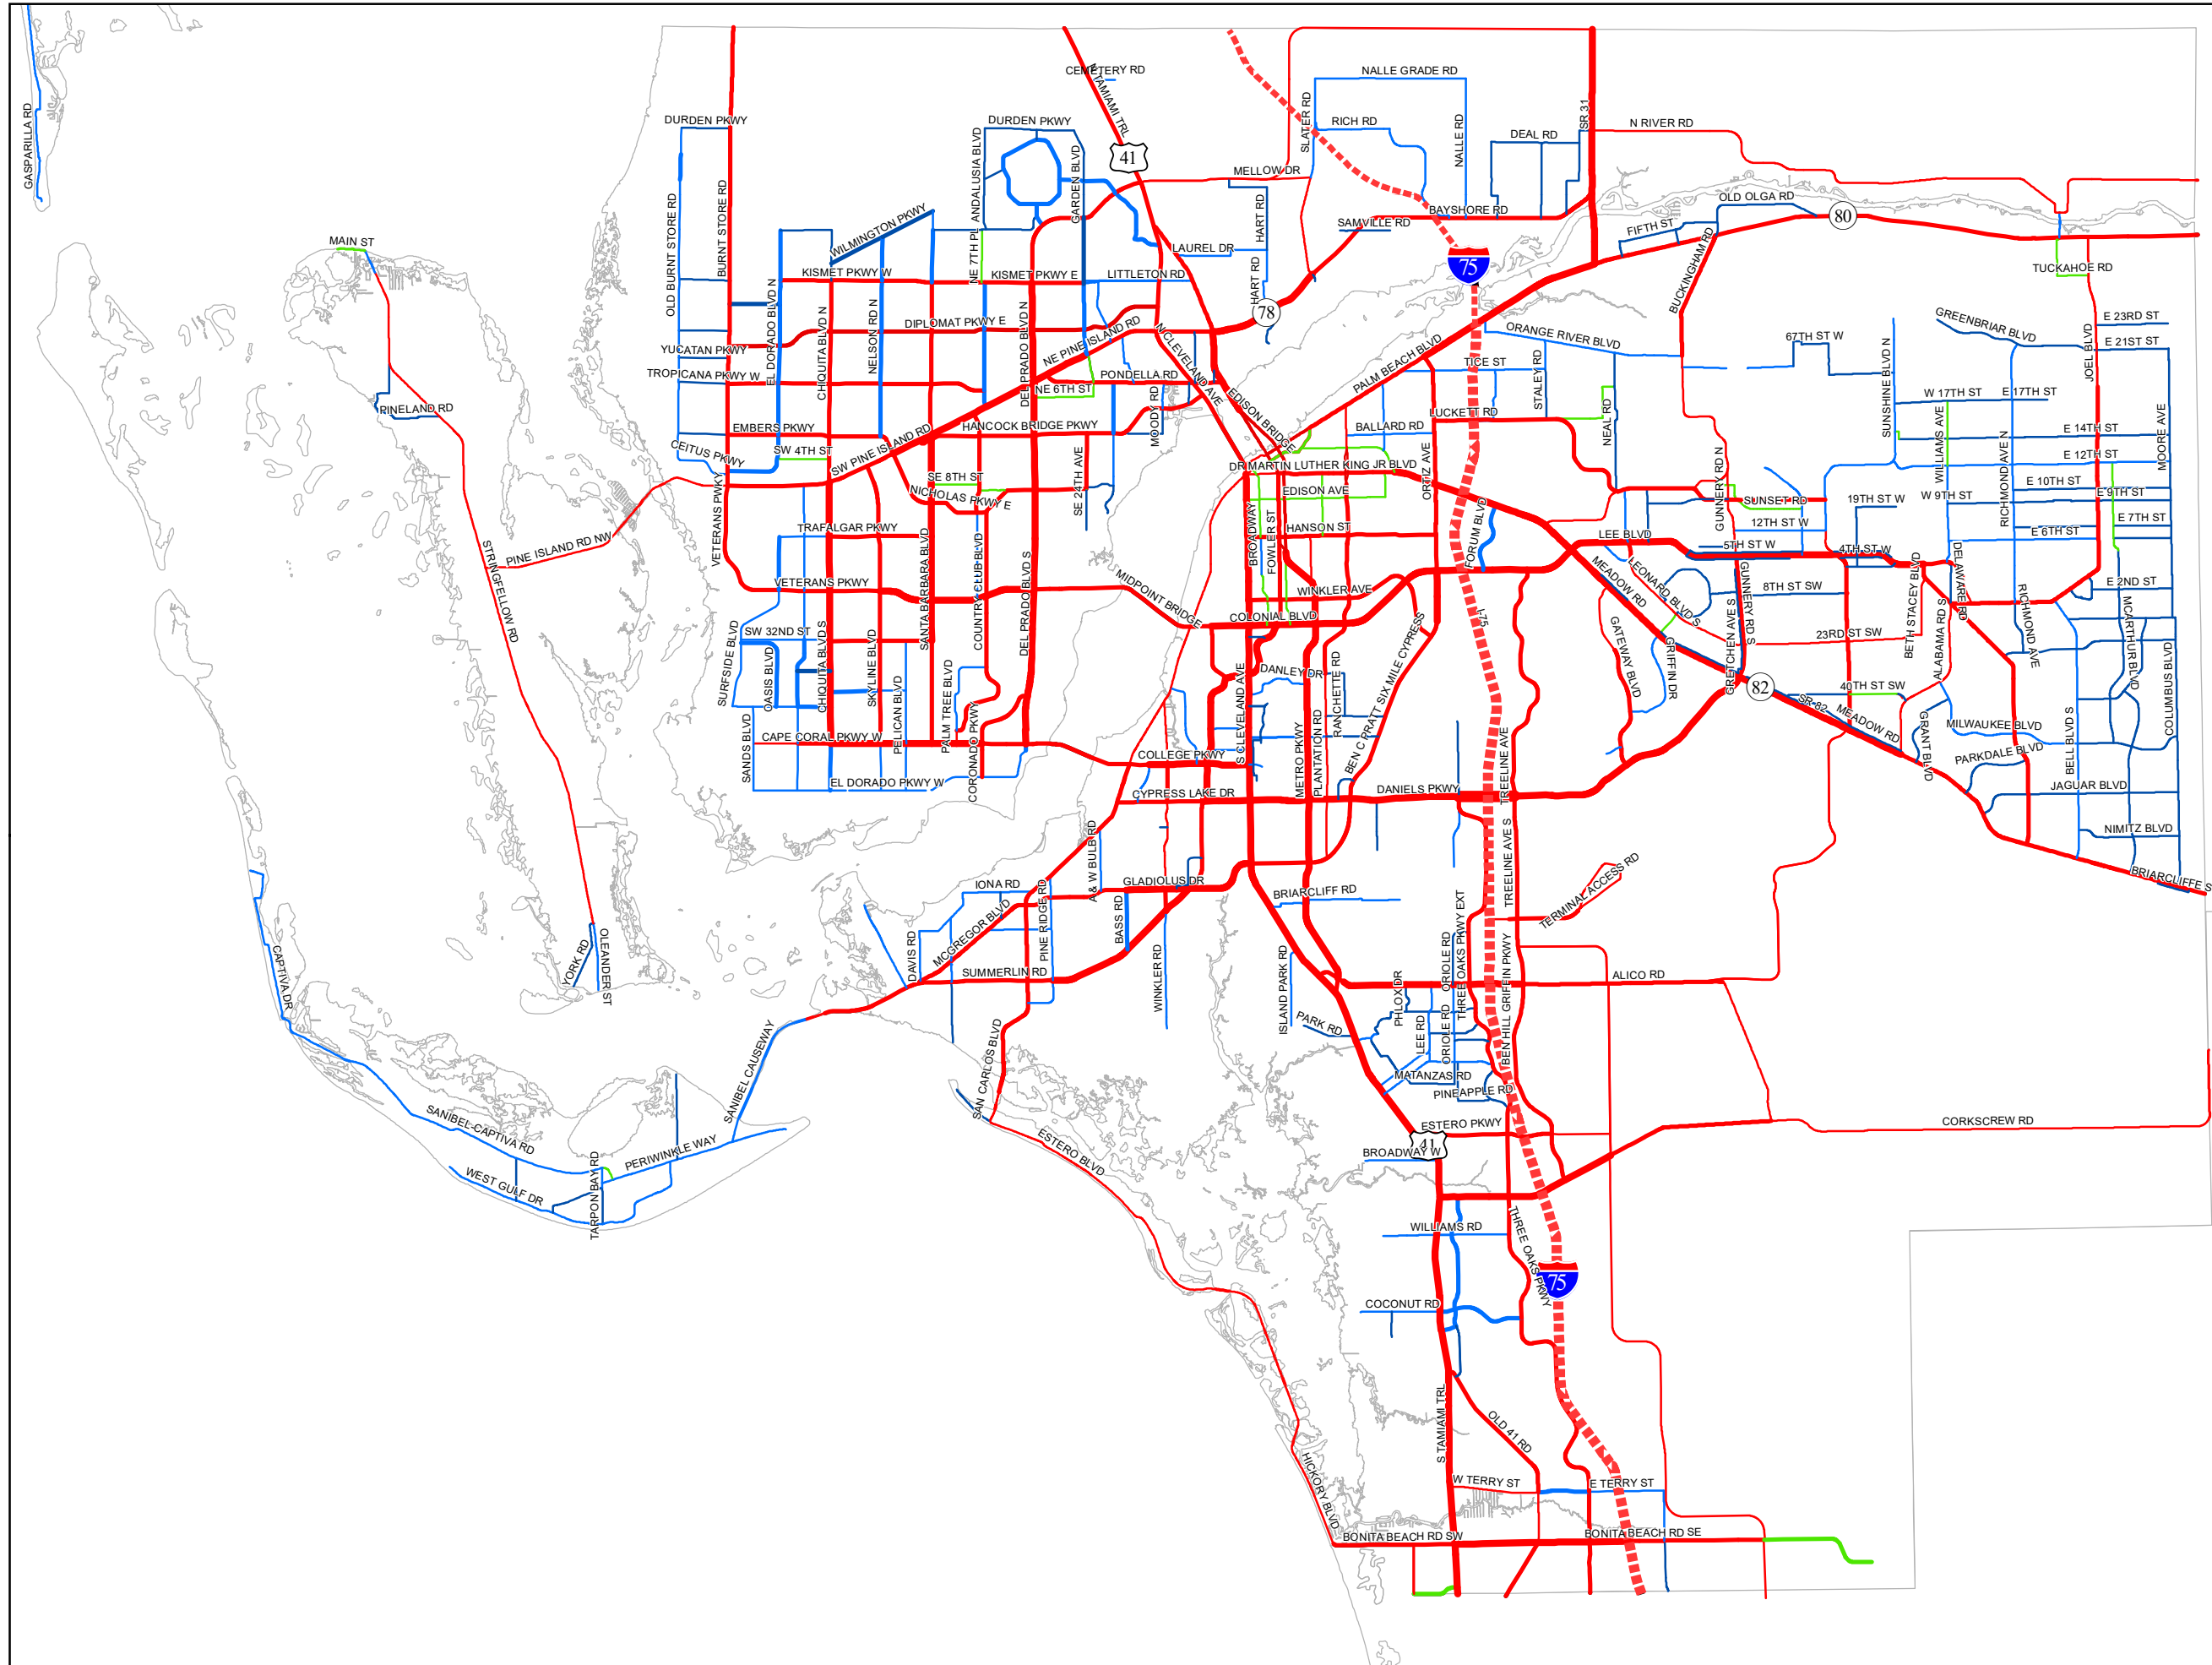 GASPARILLA RD
CEMETERY RD
N TAMIAMI TRL
41
NALLE GRADE RD
SLATER RD
RICH RD
NALLE RD
DEAL RD
SR 31
N RIVER RD
DURDEN PKWY
DURDEN PKWY
NE 7TH PL
ANDALUSIA BLVD
GARDEN BLVD
MELLOW DR
HART RD
SAMVILLE RD
BAYSHORE RD
OLD OLGA RD
80
FIFTH ST
BUCKINGHAM RD
OLD BURNT STORE RD
BURNT STORE RD
WILMINGTON PKWY
LAUREL DR
MAIN ST
75
TUCKAHOE RD
KISMET PKWY W
KISMET PKWY E
LITTLETON RD
HART RD
78
EL DORADO BLVD N
CHIQUITA BLVD N
NELSON RD N
DIPLOMAT PKWY E
DEL PRADO BLVD N
NE PINE ISLAND RD
N CLEVELAND AVE
ORANGE RIVER BLVD
67TH ST W
GREENBRIAR BLVD
E 23RD ST
E 21ST ST
JOEL BLVD
YUCATAN PKWY
TROPICANA PKWY W
PONDELLA RD
NE 6TH ST
PALM BEACH BLVD
TICE ST
STALEY RD
SUNSHINE BLVD N
W 17TH ST
E 17TH ST
PINELAND RD
EMBERS PKWY
HANCOCK BRIDGE PKWY
MOODY RD
EDISON BRIDGE
LUCKETT RD
BALLARD RD
NEAL RD
WILLIAMS AVE
E 14TH ST
MOORE AVE
CEITUS PKWY
SW 4TH ST
SW PINE ISLAND RD
SE 8TH ST
NICHOLAS PKWY E
SE 24TH AVE
DR MARTIN LUTHER KING JR BLVD
ORTIZ AVE
GUNNERY RD N
RICHMOND AVE N
E 12TH ST
E 10TH ST
E 9TH ST
EDISON AVE
SUNSET RD
19TH ST W
W 9TH ST
VETERANS PWKY
TRAFALGAR PKWY
BROADWAY
FOWLER ST
HANSON ST
FORUM BLVD
LEE BLVD
12TH ST W
E 7TH ST
E 6TH ST
STRINGFELLOW RD
PINE ISLAND RD NW
SANTA BARBARA BLVD
COUNTRY CLUB BLVD
DEL PRADO BLVD S
MIDPOINT BRIDGE
5TH ST W
4TH ST W
BETH STACEY BLVD
DELAWARE RD
VETERANS PKWY
WINKLER AVE
COLONIAL BLVD
I-75
MEADOW RD
LEONARD BLVD S
GUNNERY RD S
8TH ST SW
E 2ND ST
SURFSIDE BLVD
SW 32ND ST
OASIS BLVD
CHIQUITA BLVD S
SKYLINE BLVD
PELICAN BLVD
PALM TREE BLVD
CORONADO PKWY
S CLEVELAND AVE
DANLEY DR
RANCHETTE RD
BEN C PRATT SIX MILE CYPRESS
GATEWAY BLVD
GRIFFIN DR
GRETCHEN AVE S
23RD ST SW
ALABAMA RD S
RICHMOND AVE
MCARTHUR BLVD
COLUMBUS BLVD
82
40TH ST SW
SR 82
MEADOW RD
GRANT BLVD
MILWAUKEE BLVD
SANDS BLVD
CAPE CORAL PKWY W
COLLEGE PKWY
METRO PKWY
PLANTATION RD
TREELINE AVE
PARKDALE BLVD
BELL BLVD S
EL DORADO PKWY W
CYPRESS LAKE DR
DANIELS PKWY
JAGUAR BLVD
NIMITZ BLVD
A & W BULB RD
IONA RD
GLADIOLUS DR
BRIARCLIFF RD
TREELINE AVE S
TERMINAL ACCESS RD
BRIARCLIFFE S
CAPTIVA DR
YORK RD
OLEANDER ST
DAVIS RD
MCGREGOR BLVD
PINE RIDGE RD
BASS RD
WINKLER RD
SUMMERLIN RD
ISLAND PARK RD
PHLOX DR
ORIOLE RD
THREE OAKS PKWY EXT
BEN HILL GRIFFIN PKWY
ALICO RD
SANIBEL CAUSEWAY
SAN CARLOS BLVD
PARK RD
LEE RD
ORIOLE RD
MATANZAS RD
PINEAPPLE RD
SANIBEL-CAPTIVA RD
PERIWINKLE WAY
WEST GULF DR
TARPON BAY RD
ESTERO BLVD
ESTERO PKWY
41
CORKSCREW RD
BROADWAY W
WILLIAMS RD
THREE OAKS PKWY
75
COCONUT RD
S TAMIAMI TRL
OLD 41 RD
HICKORY BLVD
W TERRY ST
E TERRY ST
BONITA BEACH RD SW
BONITA BEACH RD SE